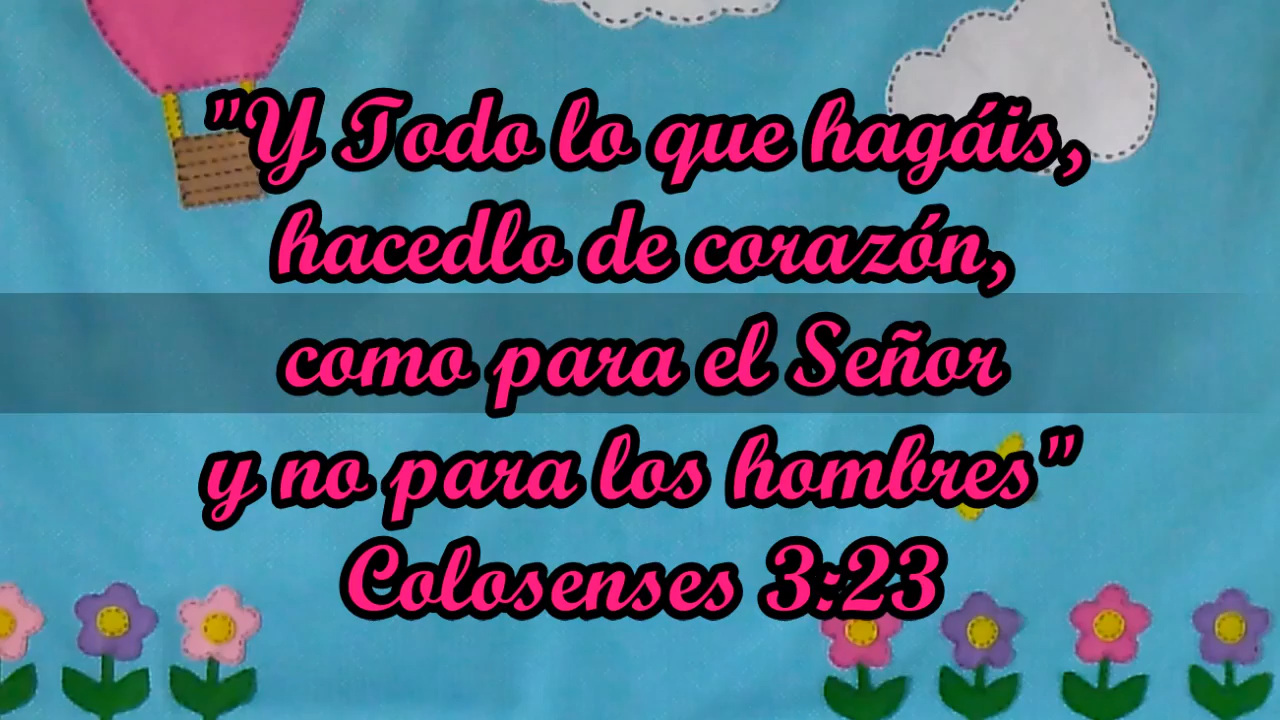 "Y Todo lo que hagáis,
hacedlo de corazón,
como para el Señor
y no para los hombres"
Colosenses 3:23